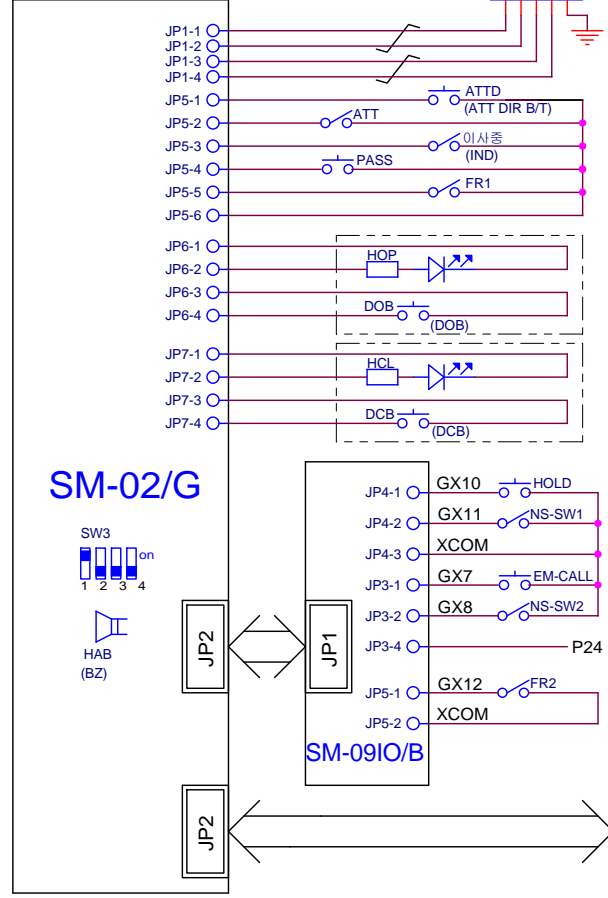 JP1-1
JP1-2
JP1-3
JP1-4
JP5-1
ATTD
(ATT DIR B/T)
JP5-2
ATT
JP5-3
이사중
(IND)
JP5-4
PASS
JP5-5
FR1
JP5-6
JP6-1
JP6-2
HOP
JP6-3
JP6-4
DOB
(DOB)
JP7-1
JP7-2
HCL
JP7-3
JP7-4
DCB
(DCB)
SM-02/G
SW3
on
1 2 3 4
HAB
(BZ)
JP2
JP1
JP4-1
GX10
HOLD
JP4-2
GX11
NS-SW1
JP4-3
XCOM
JP3-1
GX7
EM-CALL
JP3-2
GX8
NS-SW2
JP3-4
P24
JP5-1
GX12
FR2
JP5-2
XCOM
SM-09IO/B
JP2